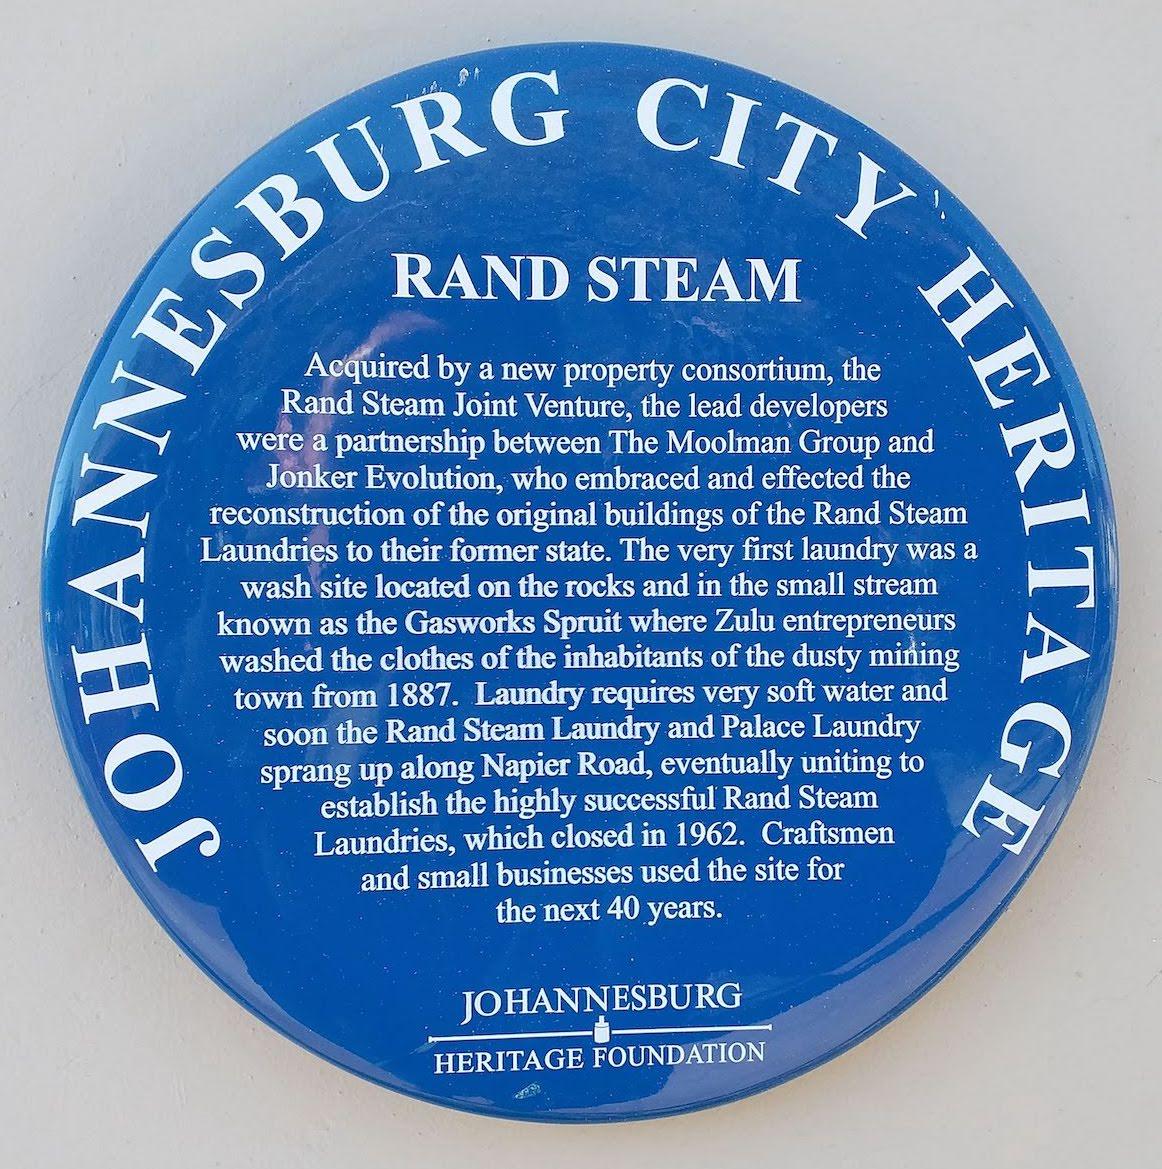 JOHANNESBURG CITY HERITAGE
RAND STEAM
Acquired by a new property consortium, the
Rand Steam Joint Venture, the lead developers
were a partnership between The Moolman Group and
Jonker Evolution, who embraced and effected the
reconstruction of the original buildings of the Rand Steam
Laundries to their former state. The very first laundry was a
wash site located on the rocks and in the small stream
known as the Gasworks Spruit where Zulu entrepreneurs
washed the clothes of the inhabitants of the dusty mining
town from 1887. Laundry requires very soft water and
soon the Rand Steam Laundry and Palace Laundry
sprang up along Napier Road, eventually uniting to
establish the highly successful Rand Steam
Laundries, which closed in 1962. Craftsmen
and small businesses used the site for
the next 40 years.
JOHANNESBURG
HERITAGE FOUNDATION